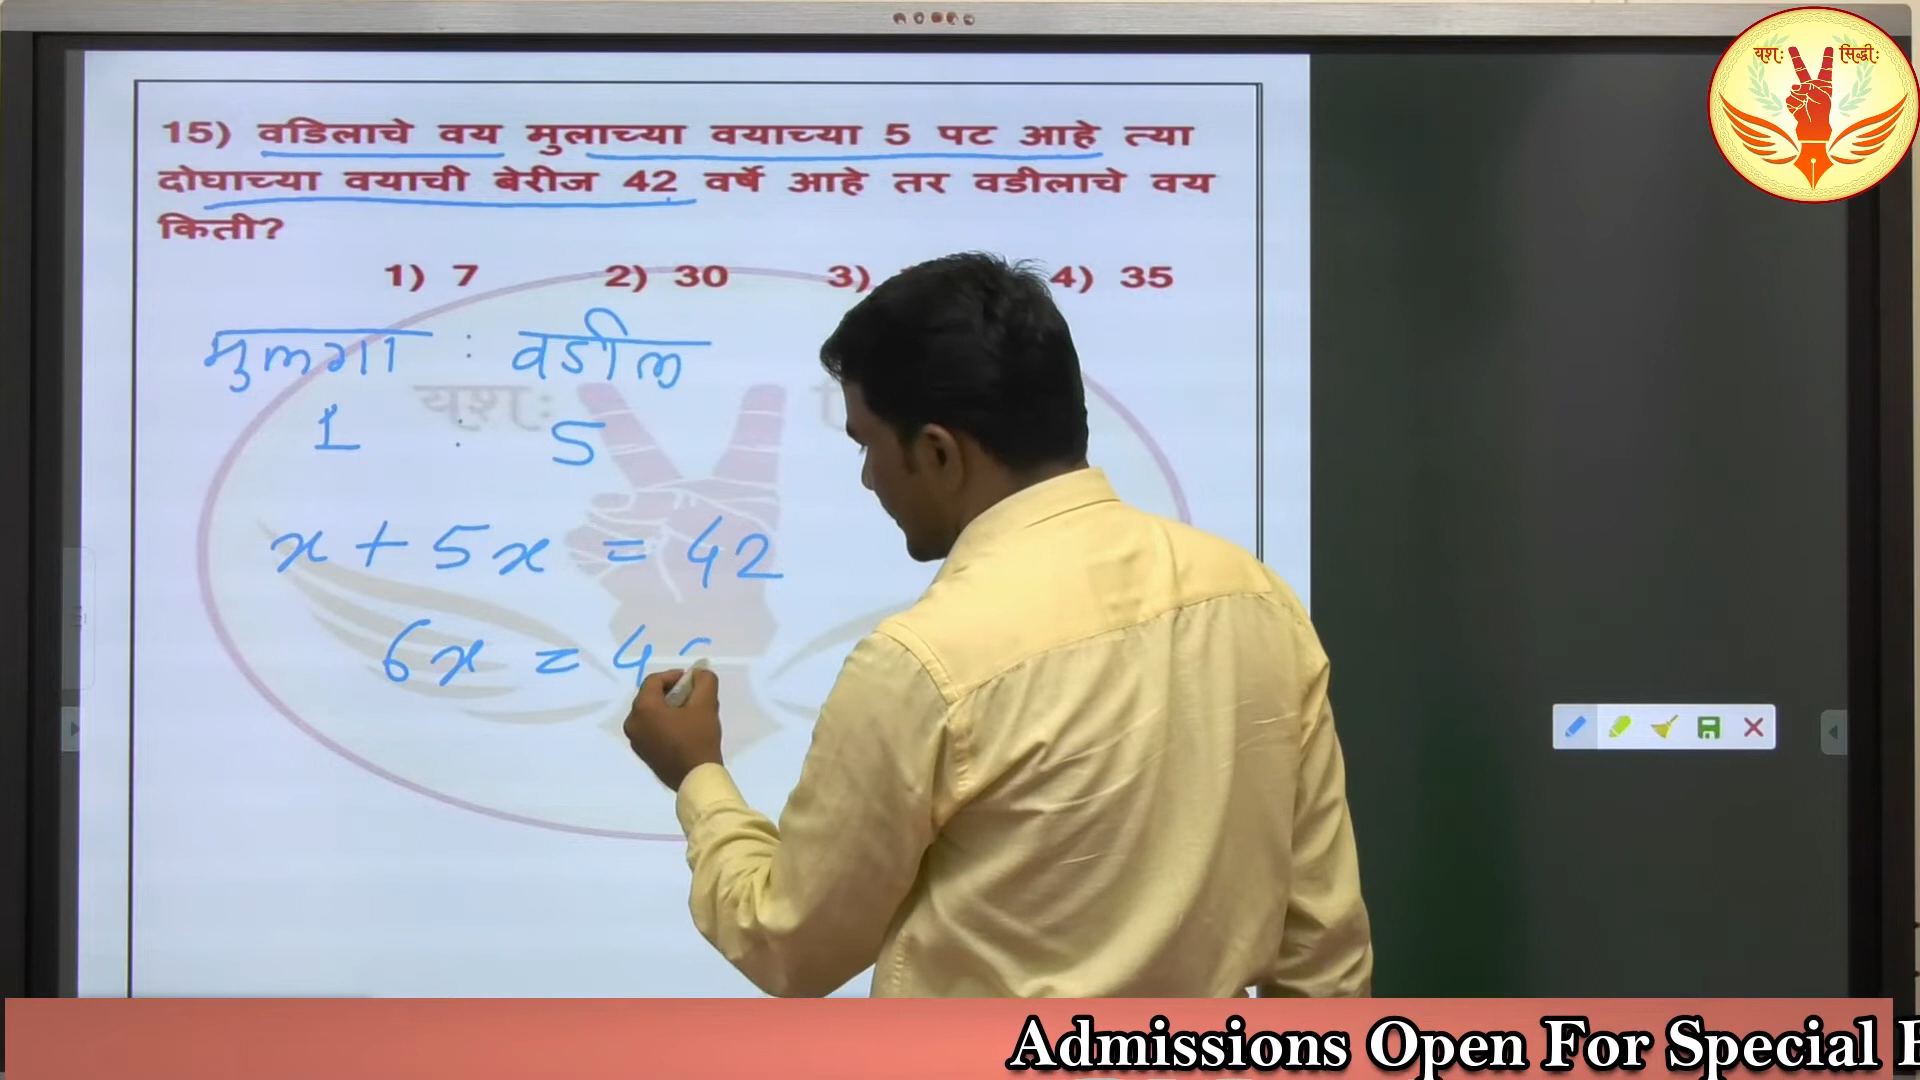 यशः सिद्धीः
15) वडिलाचे वय मुलाच्या वयाच्या 5 पट आहे त्या
दोघाच्या वयाची बेरीज 42 वर्षे आहे तर वडीलाचे वय
किती?
1) 7 2) 30 3) 4) 35
मुलगा : वडील
यशः
1 : 5
x + 5x = 42
6x = 4
Admissions Open For Special